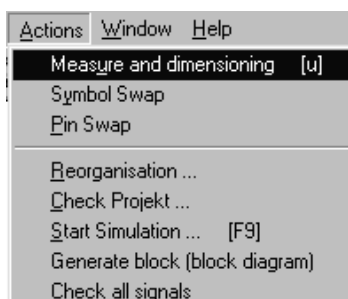 Actions Window Help
Measure and dimensioning [u]
Symbol Swap
Pin Swap
Reorganisation ...
Check Projekt ...
Start Simulation ... [F9]
Generate block (block diagram)
Check all signals